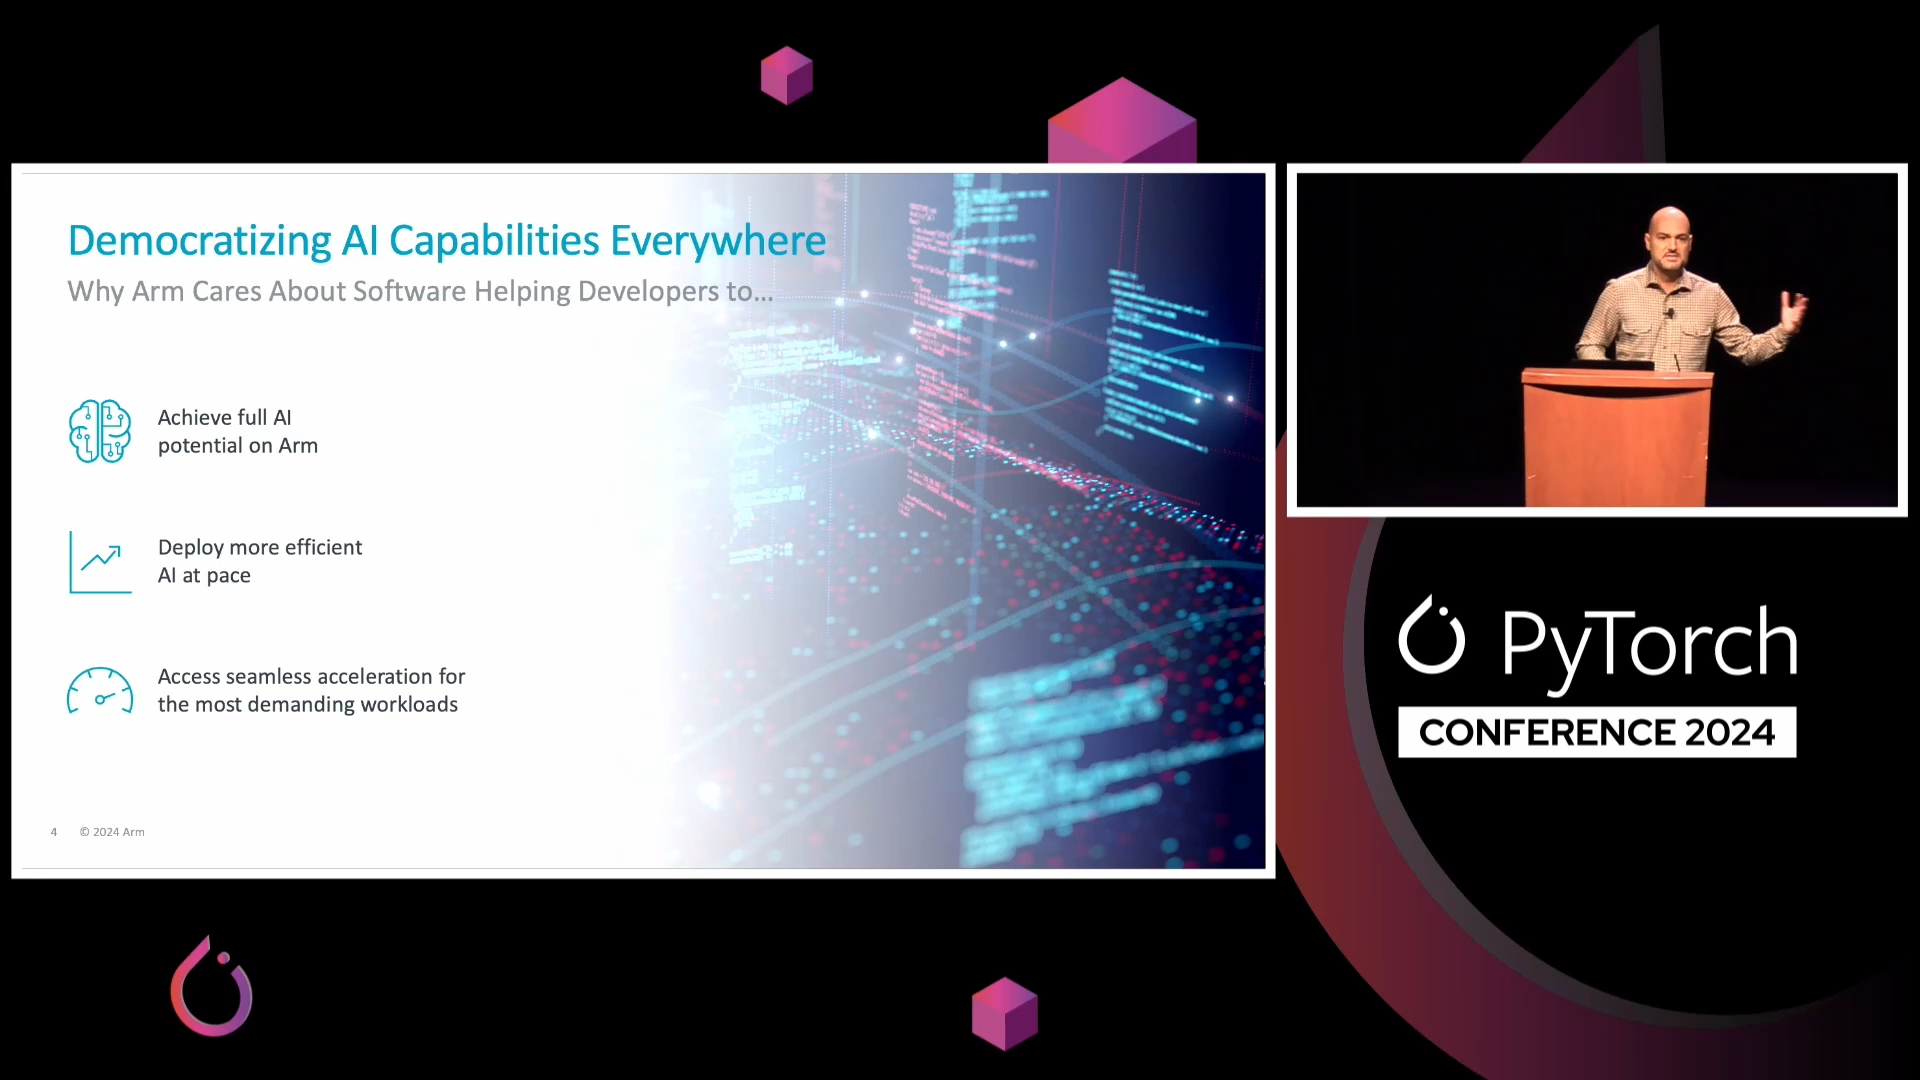 Democratizing AI Capabilities Everywhere
Why Arm Cares About Software Helping Developers to...
Achieve full AI
potential on Arm
Deploy more efficient
AI at pace
Access seamless acceleration for
the most demanding workloads
4 © 2024 Arm
PyTorch
CONFERENCE 2024